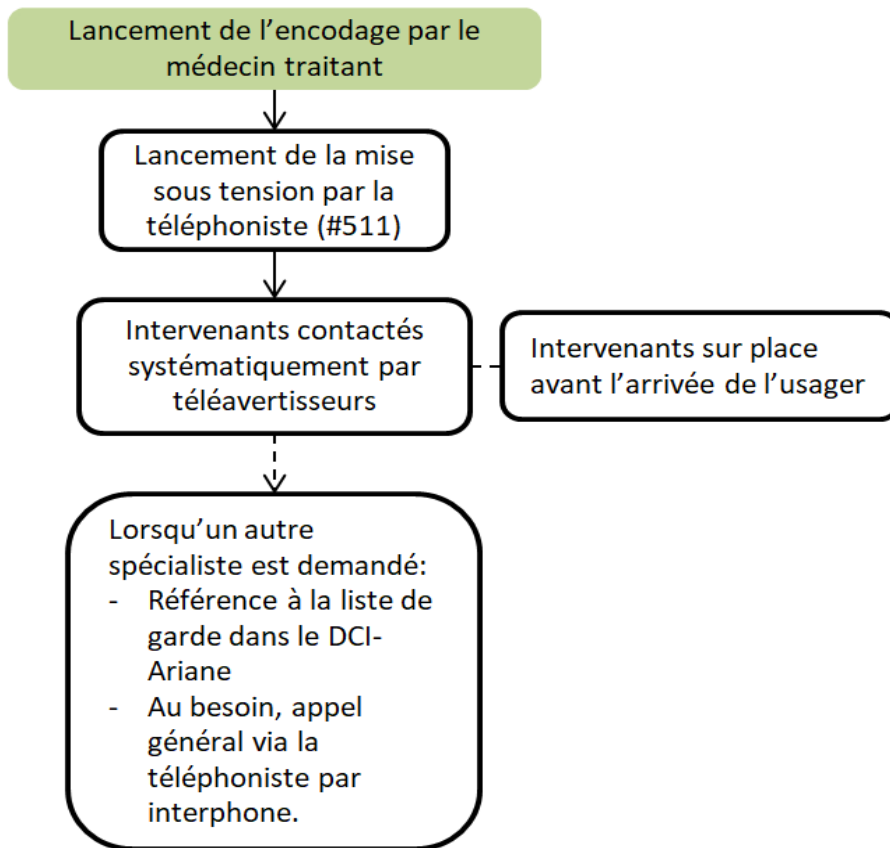 Lancement de l’encodage par le
médecin traitant
Lancement de la mise
sous tension par la
téléphoniste (#511)
Intervenants contactés
systématiquement par
téléavertisseurs
Intervenants sur place
avant l’arrivée de l’usager
Lorsqu’un autre
spécialiste est demandé:
- Référence à la liste de
garde dans le DCI-
Ariane
- Au besoin, appel
général via la
téléphoniste par
interphone.